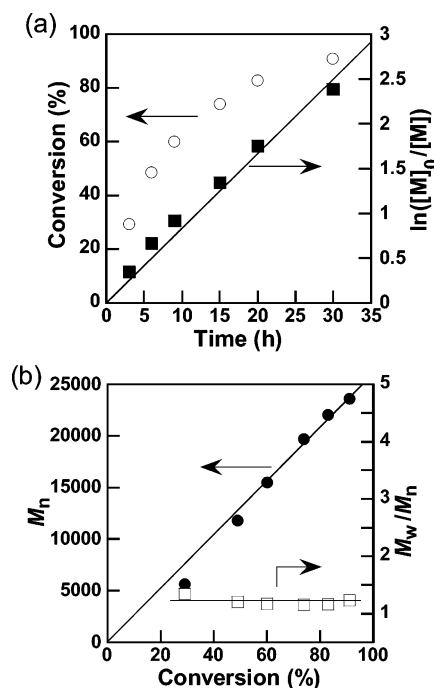 (a)
100
80
60
40
20
0
Conversion (%)
3
2.5
2
1.5
1
0.5
0
ln([M]0/[M])
0 5 10 15 20 25 30 35
Time (h)
(b)
25000
20000
15000
10000
5000
0
Mn
5
4
3
2
1
Mw/Mn
0 20 40 60 80 100
Conversion (%)